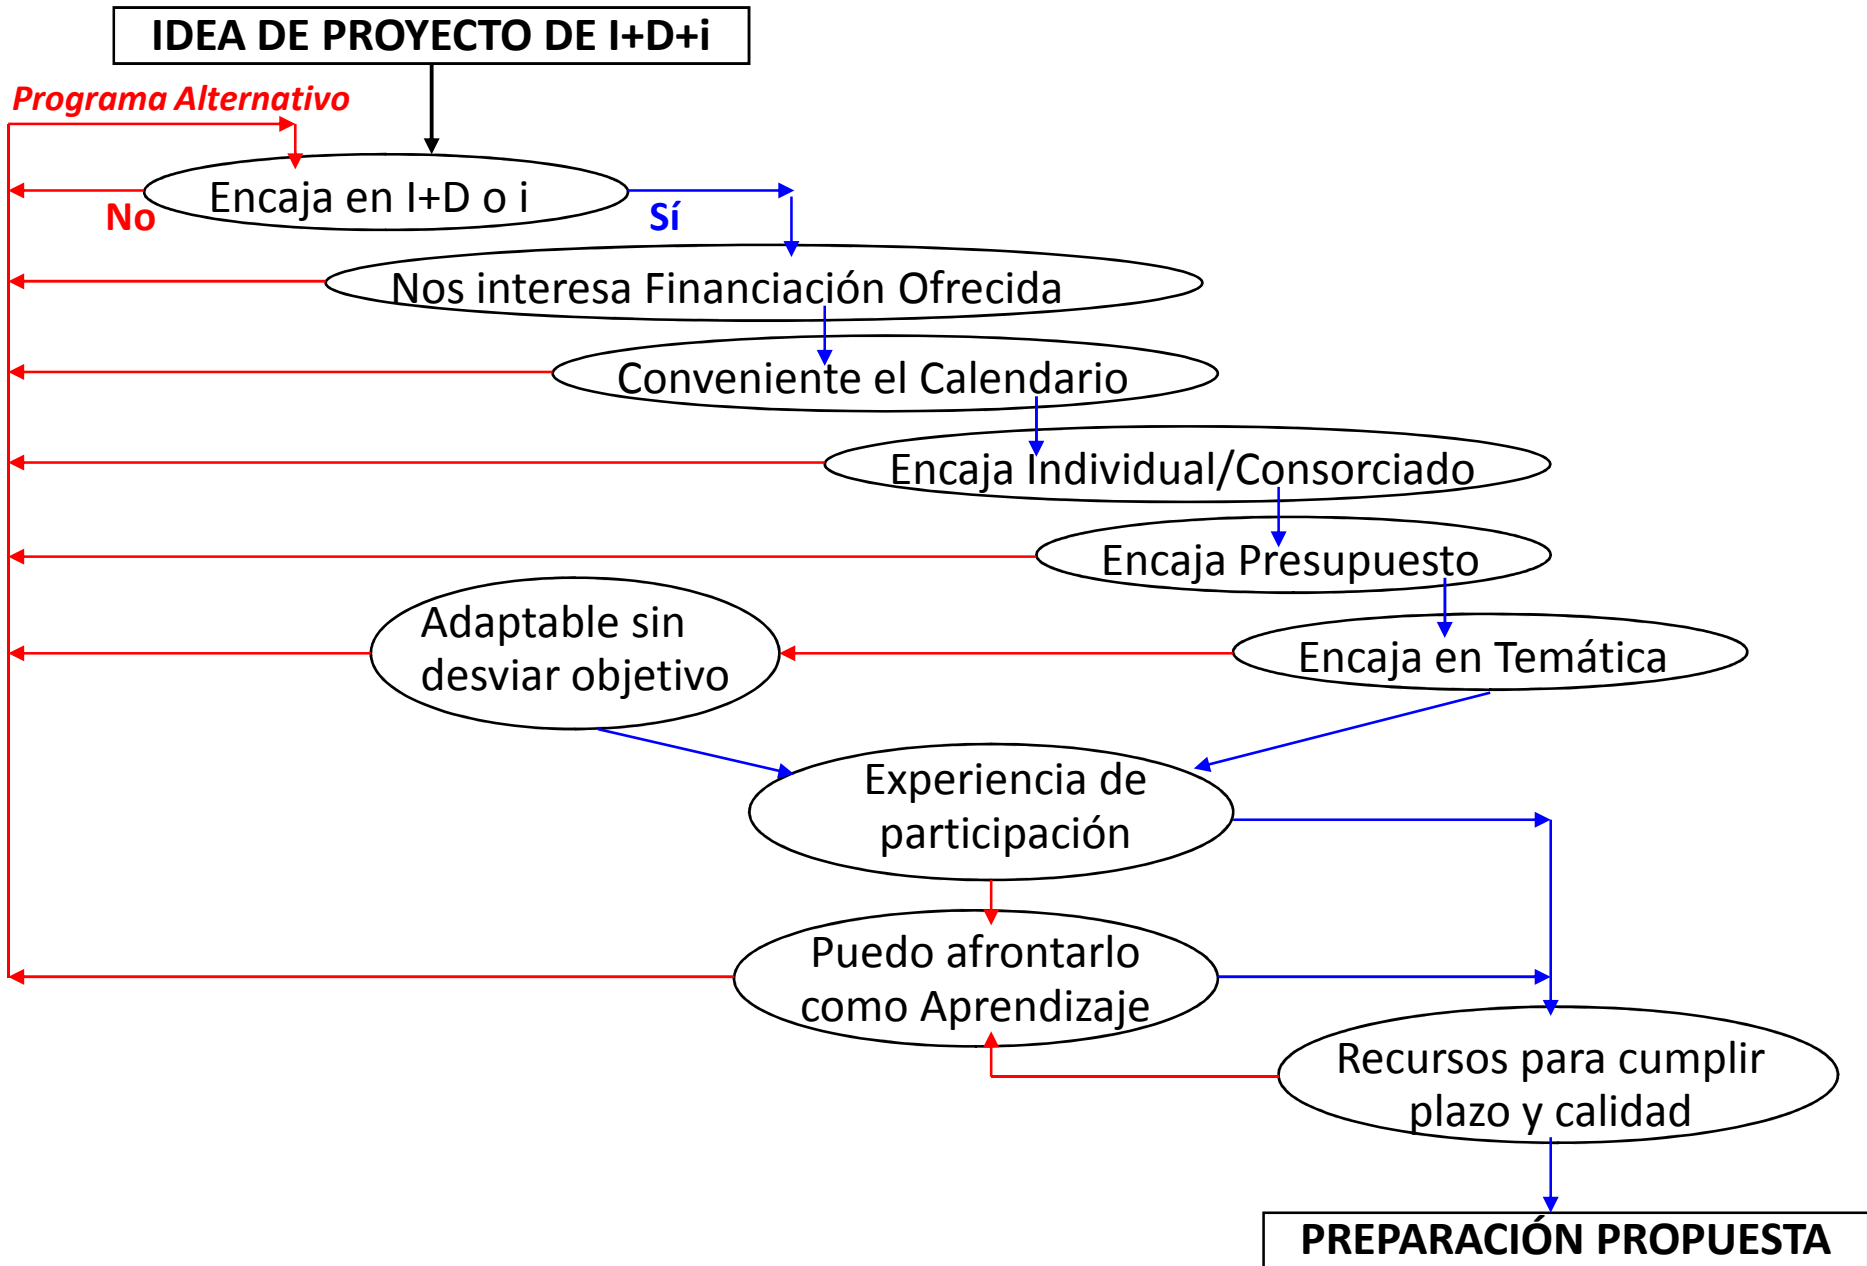 IDEA DE PROYECTO DE I+D+i
Programa Alternativo
Encaja en I+D o i
No
Sí
Nos interesa Financiación Ofrecida
Conveniente el Calendario
Encaja Individual/Consorciado
Encaja Presupuesto
Adaptable sin
desviar objetivo
Encaja en Temática
Experiencia de
participación
Puedo afrontarlo
como Aprendizaje
Recursos para cumplir
plazo y calidad
PREPARACIÓN PROPUESTA